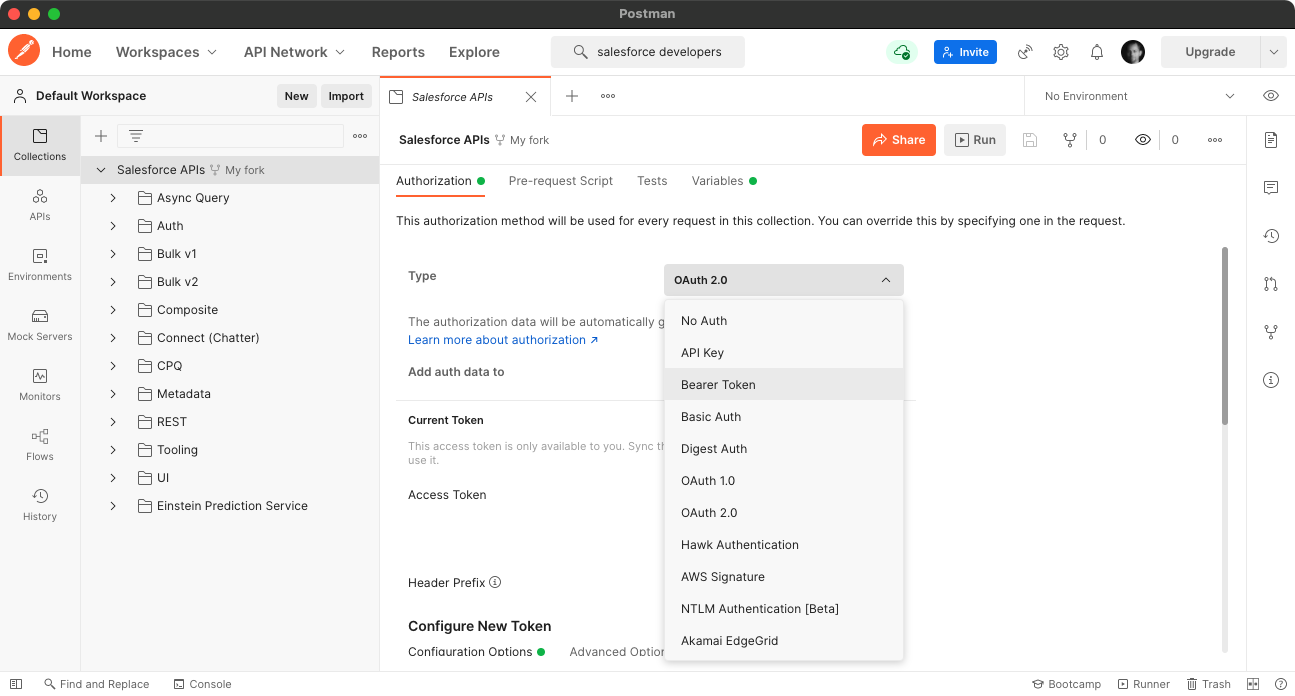 Postman
Home
Workspaces
API Network
Reports
Explore
salesforce developers
Invite
Upgrade
Default Workspace
New
Import
Salesforce APIs
No Environment
Collections
APIs
Environments
Mock Servers
Monitors
Flows
History
Salesforce APIs My fork
Async Query
Auth
Bulk v1
Bulk v2
Composite
Connect (Chatter)
CPQ
Metadata
REST
Tooling
UI
Einstein Prediction Service
Salesforce APIs My fork
Share
Run
0
0
Authorization
Pre-request Script
Tests
Variables
This authorization method will be used for every request in this collection. You can override this by specifying one in the request.
Type
OAuth 2.0
The authorization data will be automatically g
Learn more about authorization ↗
Add auth data to
Current Token
This access token is only available to you. Sync th
use it.
Access Token
Header Prefix
Configure New Token
Configuration Options
Advanced Option
No Auth
API Key
Bearer Token
Basic Auth
Digest Auth
OAuth 1.0
OAuth 2.0
Hawk Authentication
AWS Signature
NTLM Authentication [Beta]
Akamai EdgeGrid
Find and Replace
Console
Bootcamp
Runner
Trash